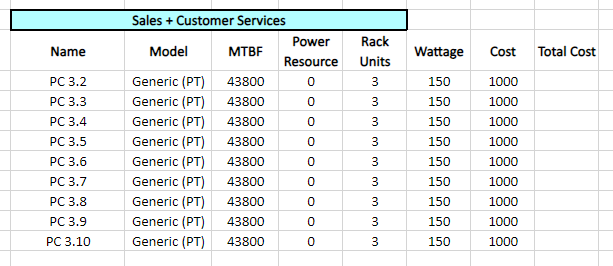 Sales + Customer Services
Name Model MTBF Power Resource Rack Units Wattage Cost Total Cost
PC 3.2 Generic (PT) 43800 0 3 150 1000
PC 3.3 Generic (PT) 43800 0 3 150 1000
PC 3.4 Generic (PT) 43800 0 3 150 1000
PC 3.5 Generic (PT) 43800 0 3 150 1000
PC 3.6 Generic (PT) 43800 0 3 150 1000
PC 3.7 Generic (PT) 43800 0 3 150 1000
PC 3.8 Generic (PT) 43800 0 3 150 1000
PC 3.9 Generic (PT) 43800 0 3 150 1000
PC 3.10 Generic (PT) 43800 0 3 150 1000